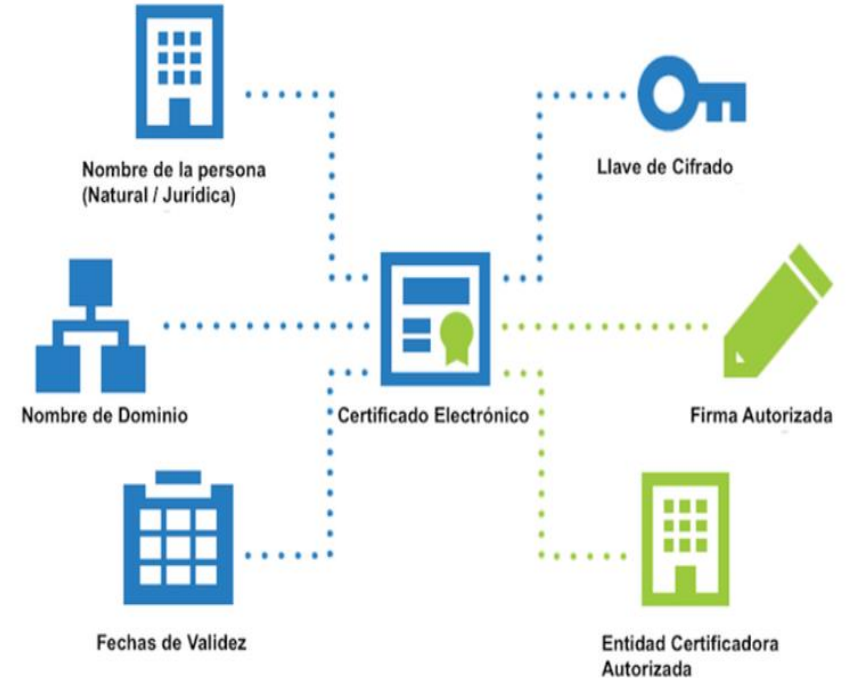 Nombre de la persona
(Natural / Jurídica)
Llave de Cifrado
Nombre de Dominio
Certificado Electrónico
Firma Autorizada
Fechas de Validez
Entidad Certificadora
Autorizada